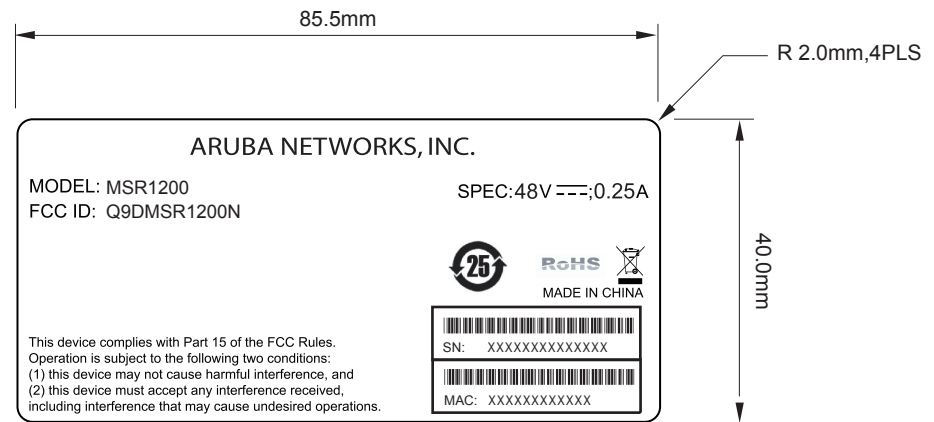 85.5mm
R 2.0mm,4PLS
ARUBA NETWORKS, INC.
MODEL: MSR1200
SPEC:48V ;0.25A
FCC ID: Q9DMSR1200N
25
RoHS
MADE IN CHINA
40.0mm
This device complies with Part 15 of the FCC Rules.
Operation is subject to the following two conditions:
(1) this device may not cause harmful interference, and
(2) this device must accept any interference received,
including interference that may cause undesired operations.
SN: XXXXXXXXXXXXXX
MAC: XXXXXXXXXXXX